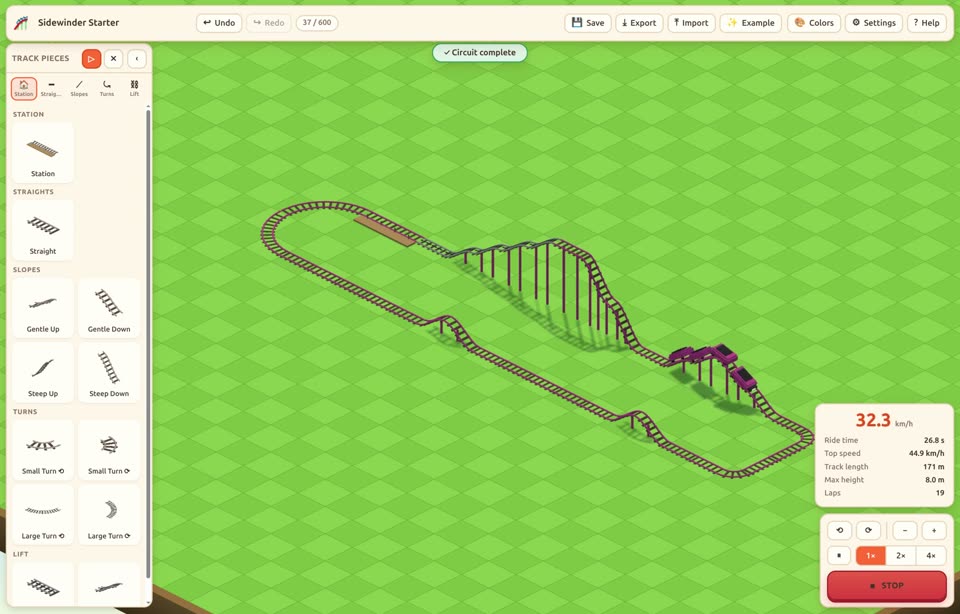 Sidewinder Starter
Undo
Redo
37 / 600
Save
Export
Import
Example
Colors
Settings
? Help
✓ Circuit complete
TRACK PIECES
Station
Straig...
Slopes
Turns
Lift
STATION
Station
STRAIGHTS
Straight
SLOPES
Gentle Up
Gentle Down
Steep Up
Steep Down
TURNS
Small Turn ⟲
Small Turn ⟳
Large Turn ⟲
Large Turn ⟳
LIFT
32.3 km/h
Ride time 26.8 s
Top speed 44.9 km/h
Track length 171 m
Max height 8.0 m
Laps 19
1×
2×
4×
STOP